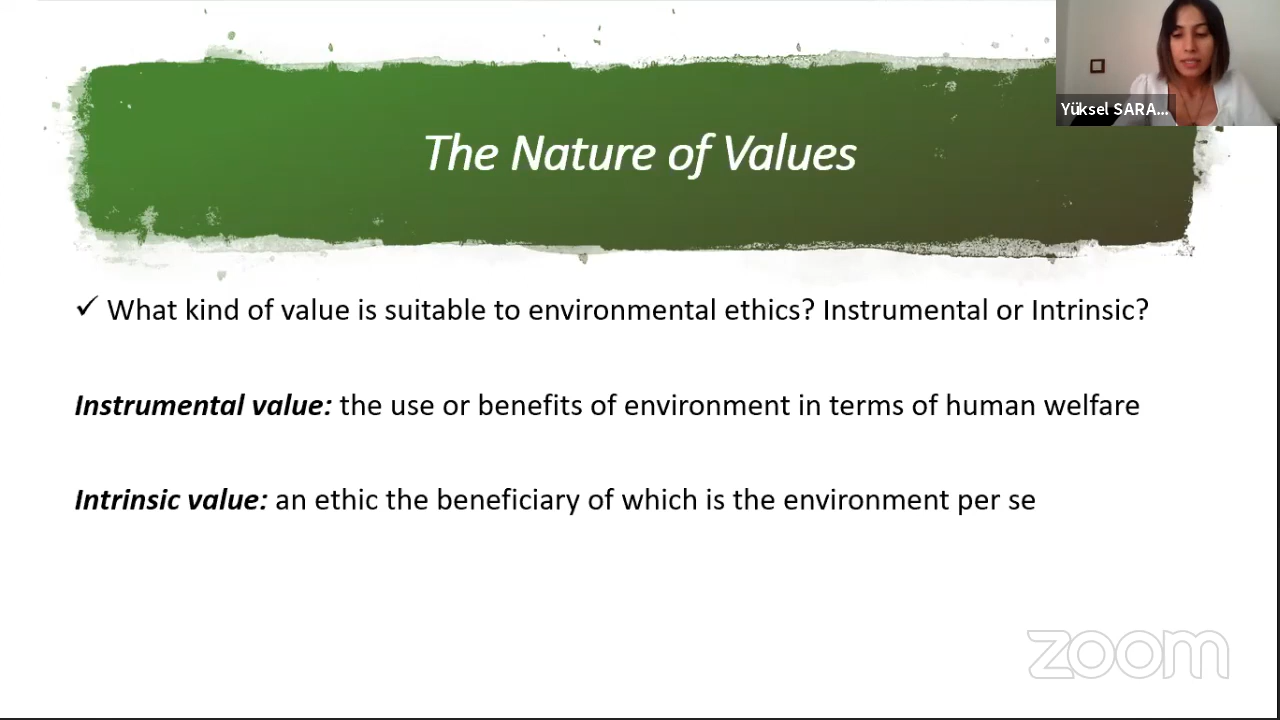 Yüksel SARA...
The Nature of Values
✓ What kind of value is suitable to environmental ethics? Instrumental or Intrinsic?
Instrumental value: the use or benefits of environment in terms of human welfare
Intrinsic value: an ethic the beneficiary of which is the environment per se
zoom